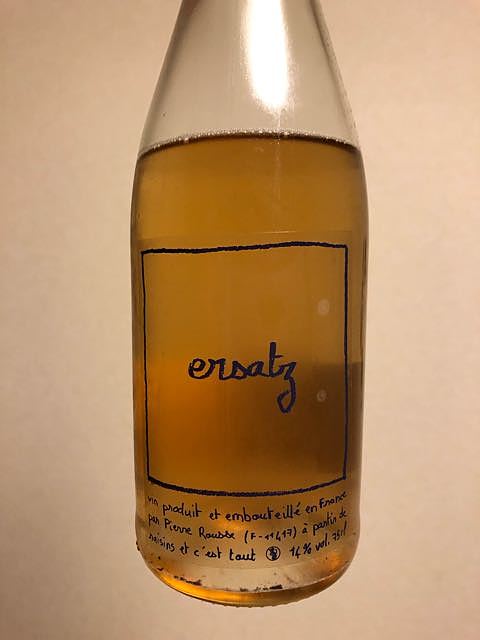 ersatz
vin produit et embouteillé en France
par Pierre Rousse (F-11417) à partir de
raisins et c'est tout 14% vol. 75cl